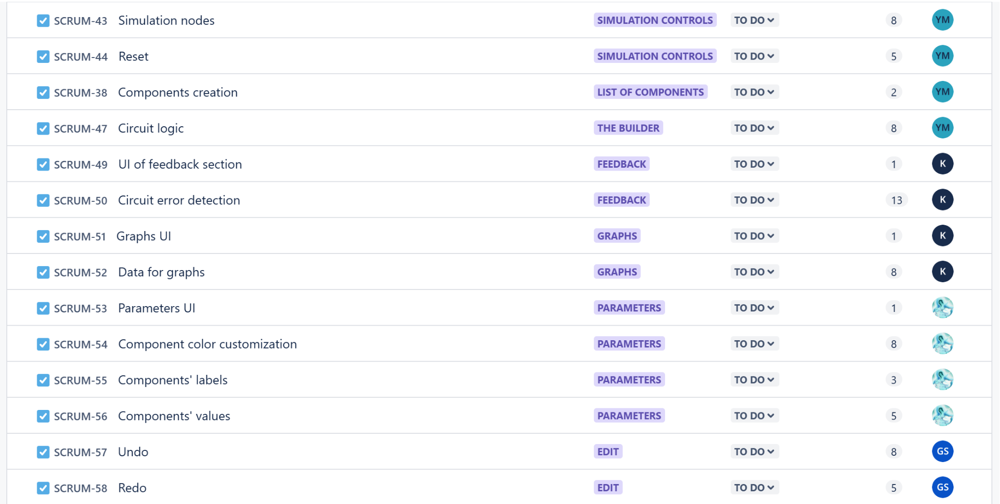 SCRUM-43 Simulation nodes SIMULATION CONTROLS TO DO 8 YM
SCRUM-44 Reset SIMULATION CONTROLS TO DO 5 YM
SCRUM-38 Components creation LIST OF COMPONENTS TO DO 2 YM
SCRUM-47 Circuit logic THE BUILDER TO DO 8 YM
SCRUM-49 UI of feedback section FEEDBACK TO DO 1 K
SCRUM-50 Circuit error detection FEEDBACK TO DO 13 K
SCRUM-51 Graphs UI GRAPHS TO DO 1 K
SCRUM-52 Data for graphs GRAPHS TO DO 8 K
SCRUM-53 Parameters UI PARAMETERS TO DO 1
SCRUM-54 Component color customization PARAMETERS TO DO 8
SCRUM-55 Components' labels PARAMETERS TO DO 3
SCRUM-56 Components' values PARAMETERS TO DO 5
SCRUM-57 Undo EDIT TO DO 8 GS
SCRUM-58 Redo EDIT TO DO 5 GS